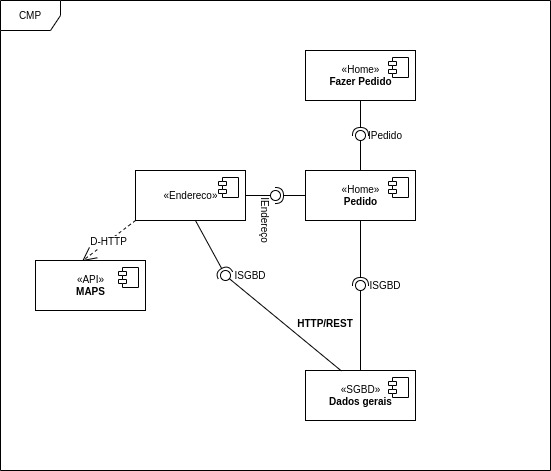 CMP
«Home»
Fazer Pedido
IPedido
«Endereco»
IEndereço
«Home»
Pedido
D-HTTP
«API»
MAPS
ISGBD
ISGBD
HTTP/REST
«SGBD»
Dados gerais